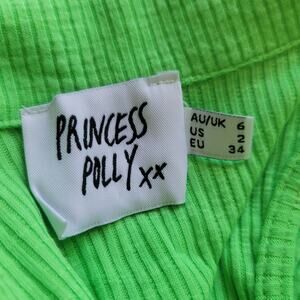 PRINCESS
POLLY xx
AU/UK 6
US 2
EU 34